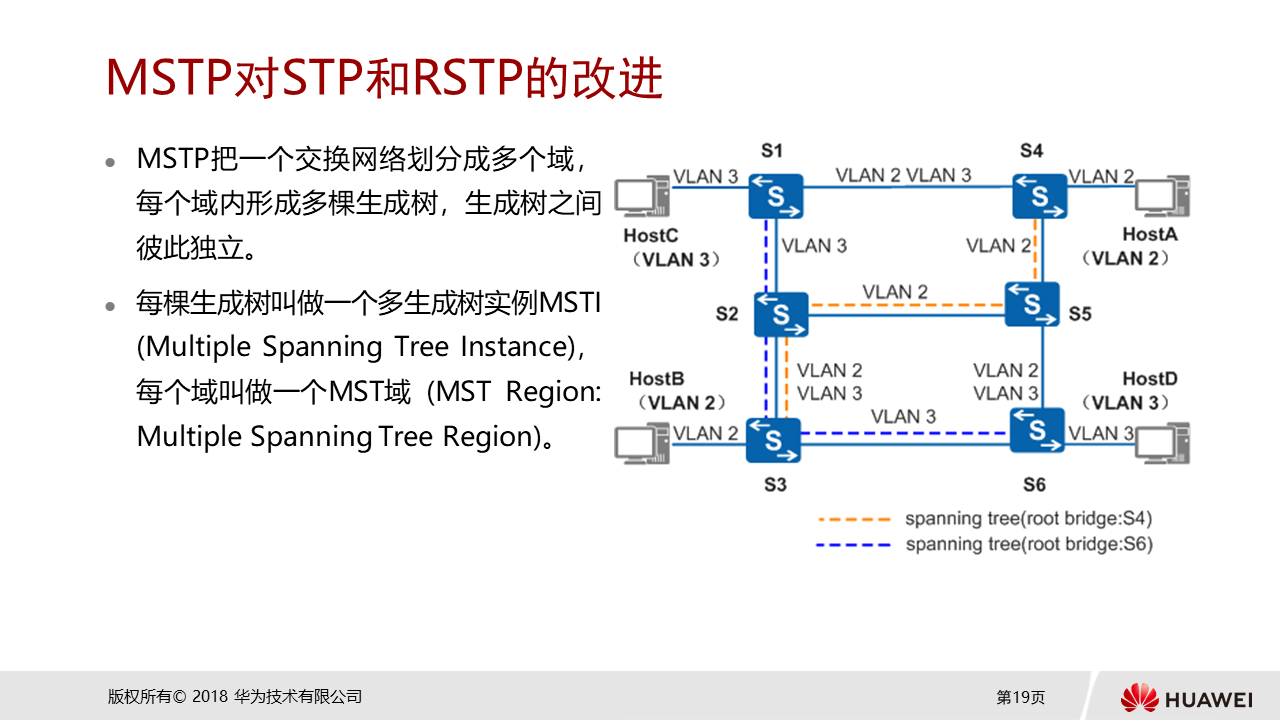 MSTP对STP和RSTP的改进
MSTP把一个交换网络划分成多个域，
每个域内形成多棵生成树，生成树之间
彼此独立。
每棵生成树叫做一个多生成树实例MSTI
(Multiple Spanning Tree Instance)，
每个域叫做一个MST域 (MST Region:
Multiple Spanning Tree Region)。
S1
S4
VLAN 3
VLAN 2 VLAN 3
VLAN 2
S
S
HostC
（VLAN 3）
VLAN 3
VLAN 2
HostA
（VLAN 2）
VLAN 2
S2
S
S
S5
HostB
（VLAN 2）
VLAN 2
VLAN 3
VLAN 2
VLAN 3
HostD
（VLAN 3）
VLAN 3
VLAN 2
S
S
VLAN 3
S3
S6
spanning tree(root bridge:S4)
spanning tree(root bridge:S6)
版权所有© 2018 华为技术有限公司
第19页
HUAWEI